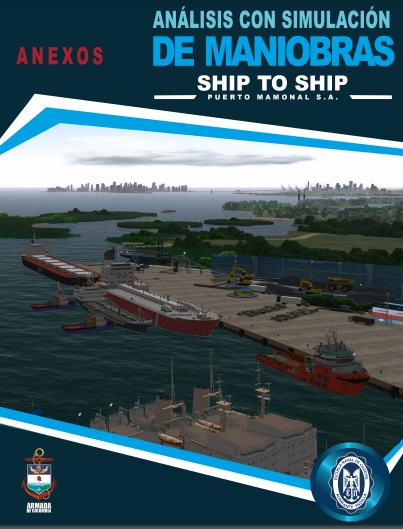 ANÁLISIS CON SIMULACIÓN
ANEXOS
DE MANIOBRAS
SHIP TO SHIP
PUERTO MAMONAL S.A.
ARMADA
DE COLOMBIA